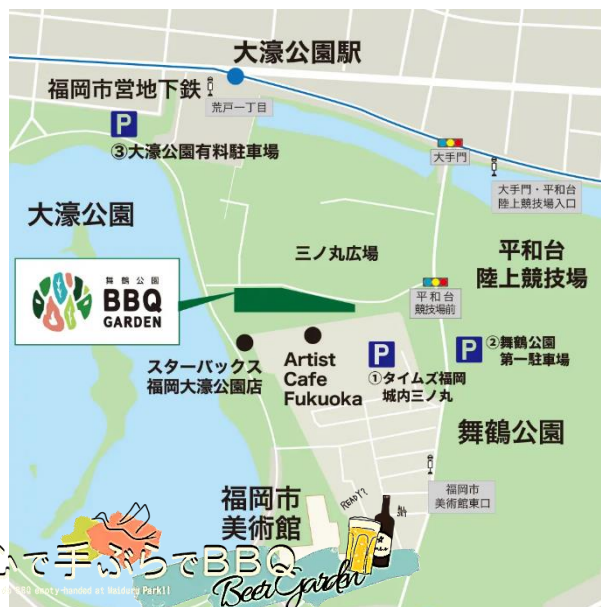 大濠公園駅
福岡市営地下鉄
荒戸一丁目
P
③大濠公園有料駐車場
大手門
大手門・平和台
陸上競技場入口
大濠公園
三ノ丸広場
平和台
陸上競技場
舞鶴公園
BBQ
GARDEN
平和台
競技場前
スターバックス
福岡大濠公園店
Artist
Cafe
Fukuoka
P
①タイムズ福岡
城内三ノ丸
P
②舞鶴公園
第一駐車場
舞鶴公園
福岡市
美術館東口
福岡市
美術館
READY?
で手ぶらでBBQ
BBQ empty-handed at Maiduru Park!!
Beer Garden